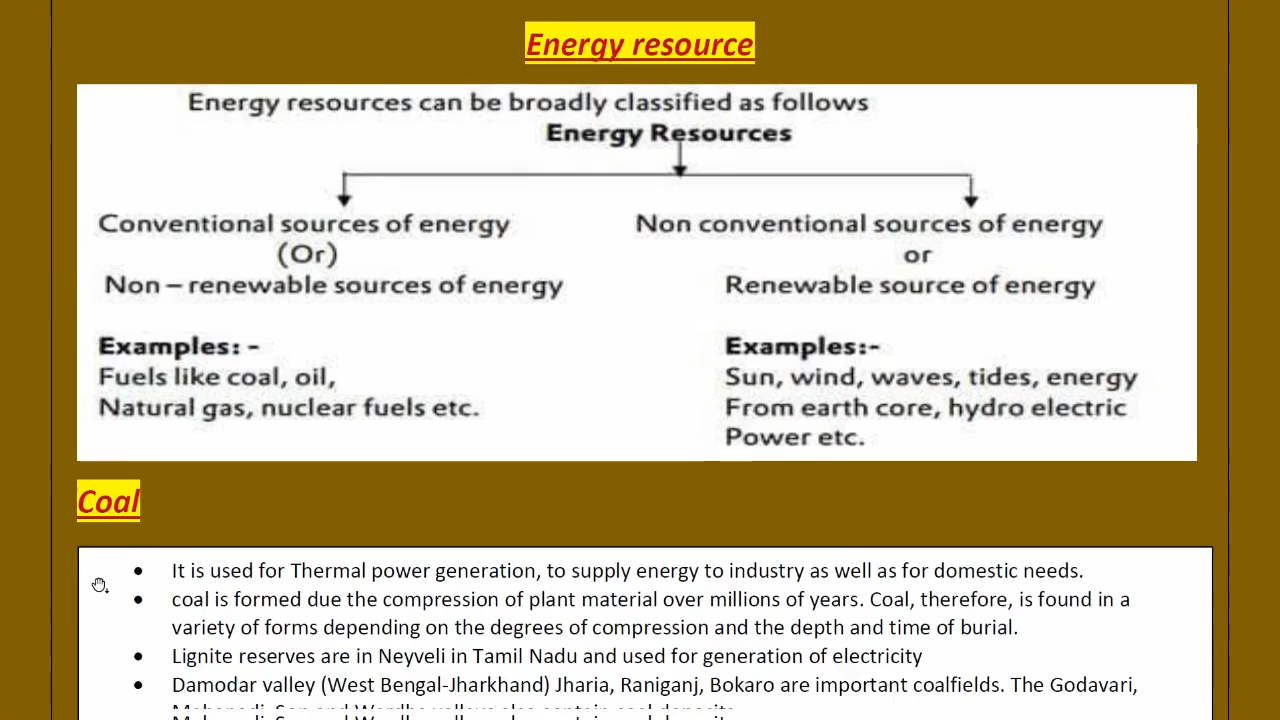 Energy resource
Energy resources can be broadly classified as follows
Energy Resources
Conventional sources of energy
(Or)
Non – renewable sources of energy
Non conventional sources of energy
or
Renewable source of energy
Examples: -
Fuels like coal, oil,
Natural gas, nuclear fuels etc.
Examples:-
Sun, wind, waves, tides, energy
From earth core, hydro electric
Power etc.
Coal
• It is used for Thermal power generation, to supply energy to industry as well as for domestic needs.
• coal is formed due the compression of plant material over millions of years. Coal, therefore, is found in a
variety of forms depending on the degrees of compression and the depth and time of burial.
• Lignite reserves are in Neyveli in Tamil Nadu and used for generation of electricity
• Damodar valley (West Bengal-Jharkhand) Jharia, Raniganj, Bokaro are important coalfields. The Godavari,